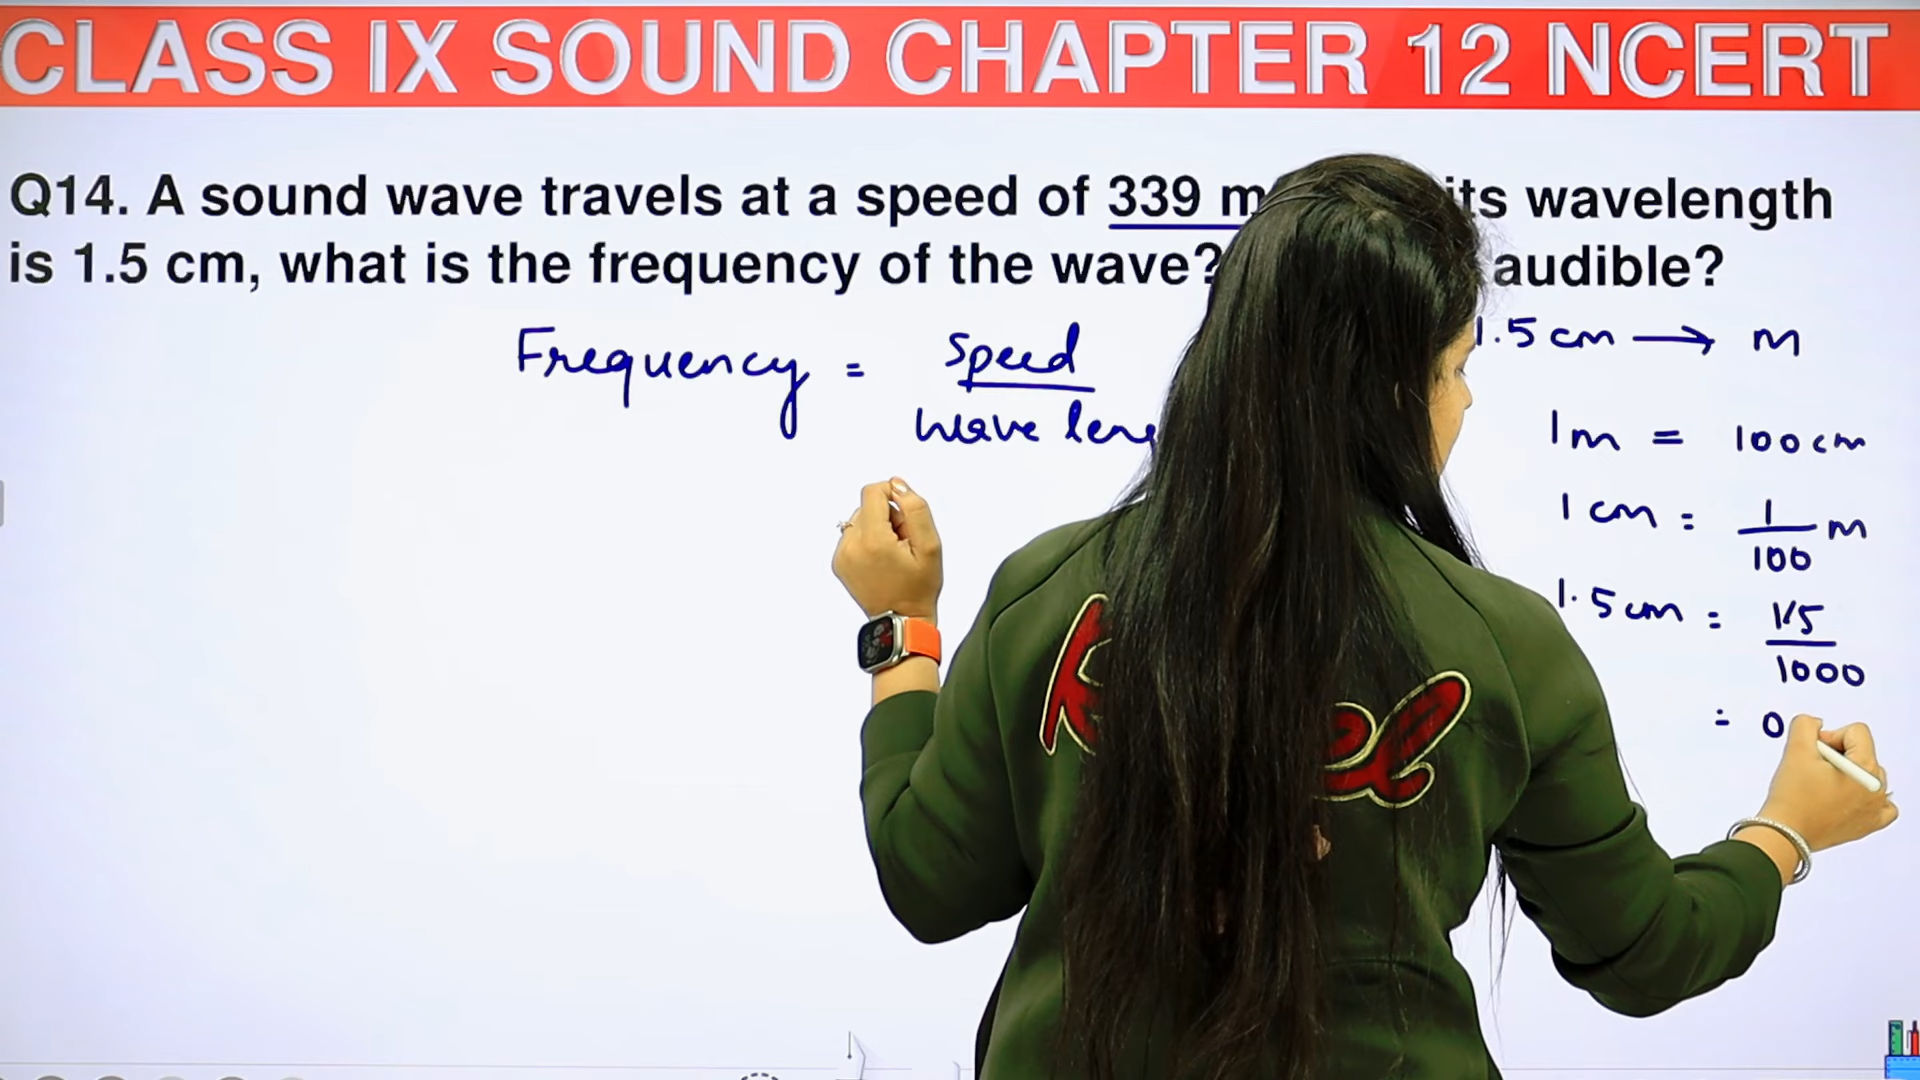 CLASS IX SOUND CHAPTER 12 NCERT
Q14. A sound wave travels at a speed of 339 m its wavelength
is 1.5 cm, what is the frequency of the wave? audible?
Frequency = Speed
wave len
1.5 cm → m
1m = 100 cm
1 cm = 1/100 m
1.5 cm = 15/1000
= 0